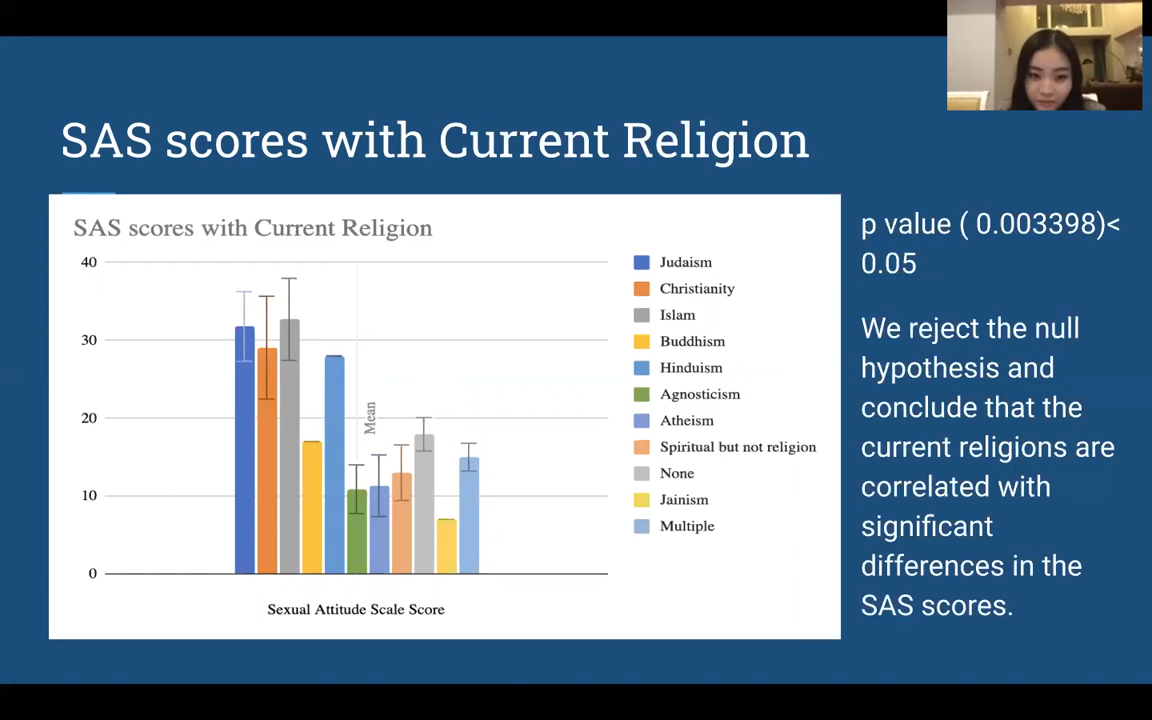 SAS scores with Current Religion
SAS scores with Current Religion
40
30
20
10
0
Mean
Sexual Attitude Scale Score
Judaism
Christianity
Islam
Buddhism
Hinduism
Agnosticism
Atheism
Spiritual but not religion
None
Jainism
Multiple
p value ( 0.003398)<
0.05
We reject the null
hypothesis and
conclude that the
current religions are
correlated with
significant
differences in the
SAS scores.